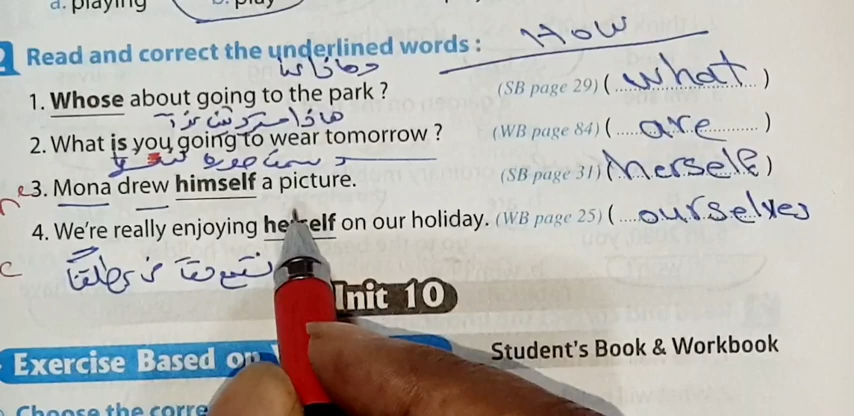 a. playing
How
Read and correct the underlined words :
1. Whose about going to the park ? (SB page 29) (what)
2. What is you going to wear tomorrow ? (WB page 84) (are)
3. Mona drew himself a picture. (SB page 31) (herself)
4. We're really enjoying on our holiday. (WB page 25) (ourselves
Unit 10
Exercise Based on Student's Book & Workbook
Choose the corre